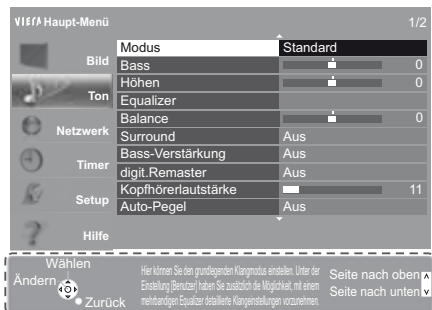 VIErA Haupt-Menü 1/2
Bild
Ton
Netzwerk
Timer
Setup
Hilfe
Modus Standard
Bass 0
Höhen 0
Equalizer
Balance 0
Surround Aus
Bass-Verstärkung Aus
digit.Remaster Aus
Kopfhörerlautstärke 11
Auto-Pegel Aus
Wählen
Ändern
Zurück
Hier können Sie den grundlegenden Klangmodus einstellen. Unter der
Einstellung [Benutzer] haben Sie zusätzlich die Möglichkeit, mit einem
mehrbandigen Equalizer detaillierte Klangeinstellungen vorzunehmen.
Seite nach oben
Seite nach unten